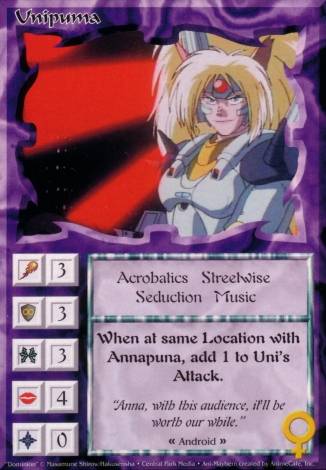 Unipuma
3
3
3
4
0
Acrobatics Streetwise
Seduction Music
When at same Location with
Annapuna, add 1 to Uni's
Attack.
"Anna, with this audience, it'll be
worth our while."
« Android »
"Dominion" © Masamune Shirow/Hakusensha • Central Park Media • Ani-Mayhem created by AnimeCafe, Inc.